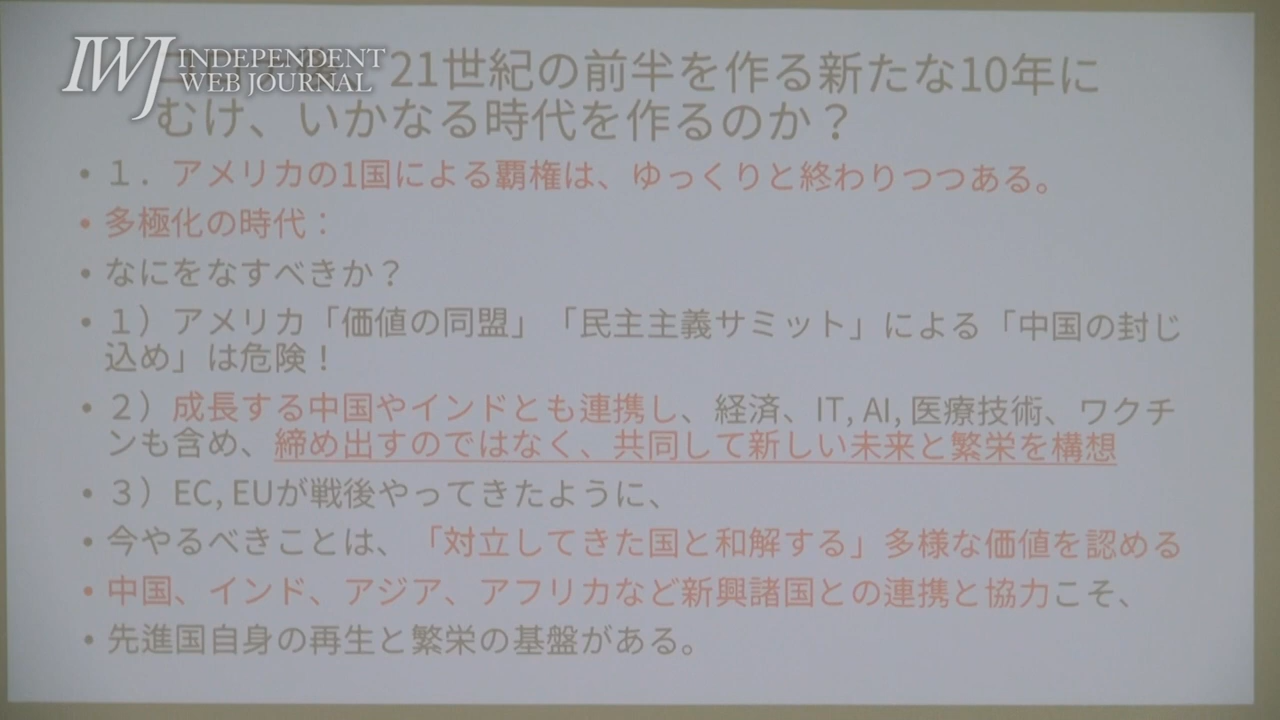 IWJ INDEPENDENT
WEB JOURNAL
21世紀の前半を作る新たな10年に
むけ、いかなる時代を作るのか？
• １．アメリカの1国による覇権は、ゆっくりと終わりつつある。
• 多極化の時代：
• なにをなすべきか？
• １）アメリカ「価値の同盟」「民主主義サミット」による「中国の封じ
込め」は危険！
• ２）成長する中国やインドとも連携し、経済、IT, AI, 医療技術、ワクチ
ンも含め、締め出すのではなく、共同して新しい未来と繁栄を構想
• ３）EC, EUが戦後やってきたように、
• 今やるべきことは、「対立してきた国と和解する」多様な価値を認める
• 中国、インド、アジア、アフリカなど新興諸国との連携と協力こそ、
• 先進国自身の再生と繁栄の基盤がある。